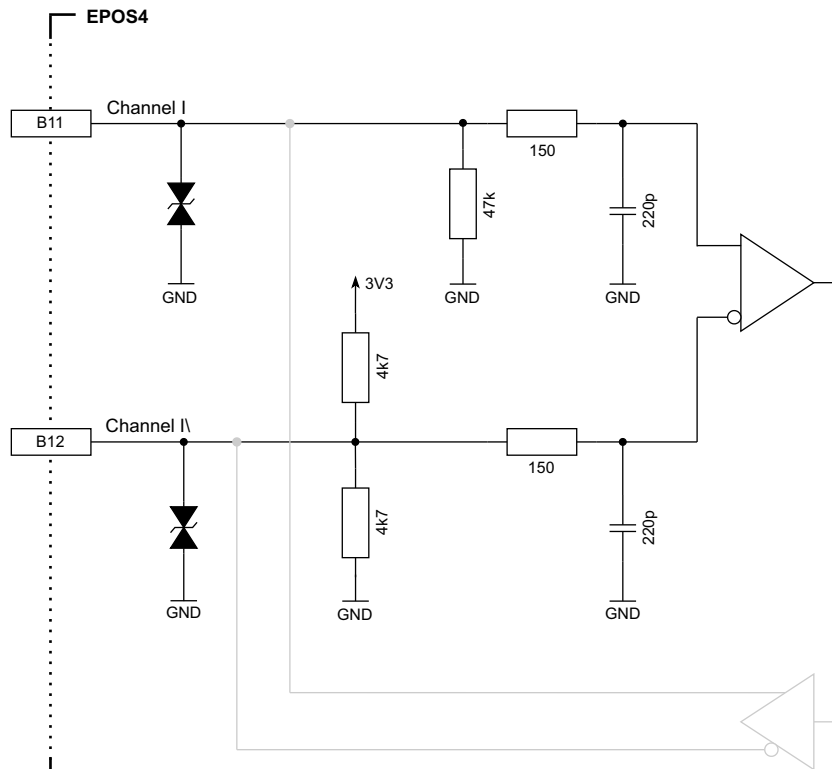 EPOS4
Channel I
B11
150
47k
220p
GND
GND
GND
3V3
4k7
Channel I\
B12
150
4k7
220p
GND
GND
GND